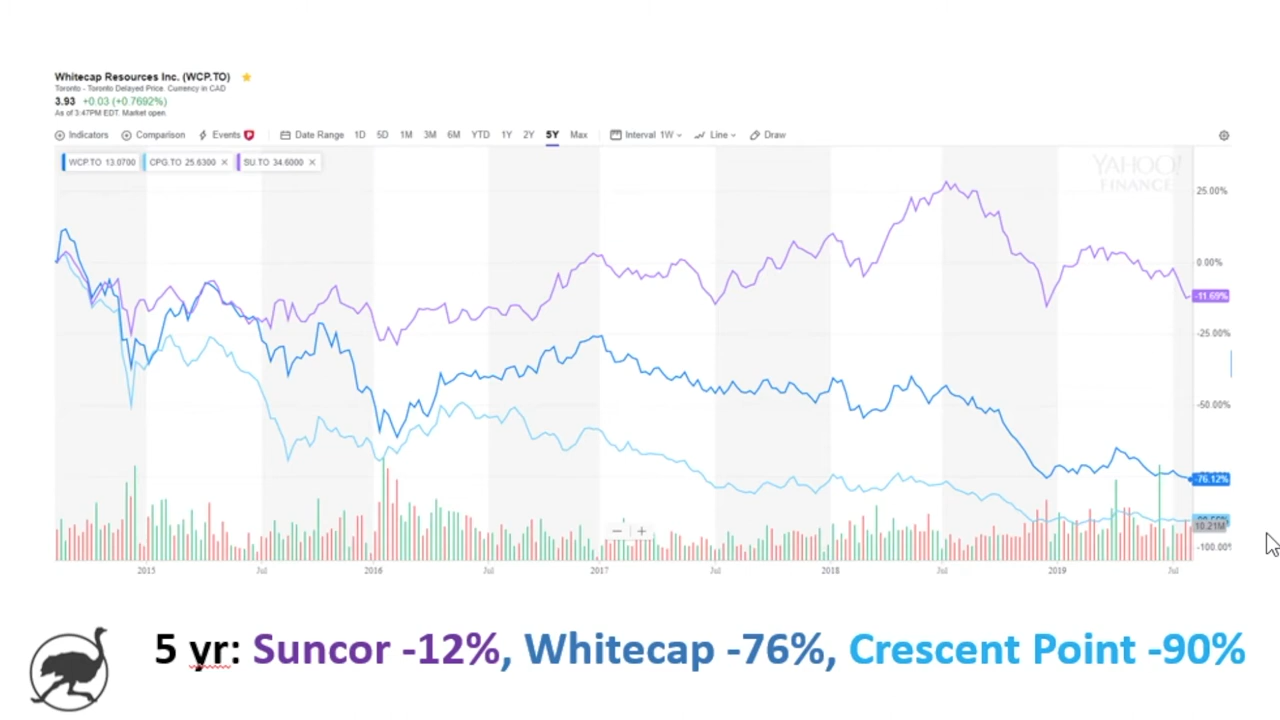 Whitecap Resources Inc. (WCP.TO)
Toronto - Toronto Delayed Price. Currency in CAD
3.93 +0.03 (+0.7692%)
As of 3:47PM EDT. Market open
Indicators Comparison Events Date Range 1D 5D 1M 3M 6M YTD 1Y 2Y 5Y Max Interval 1W Line Draw
WCP.TO 13.0700 CPG.TO 25.6300 SU.TO 34.6000
YAHOO!
FINANCE
25.00%
0.00%
-11.69%
-25.00%
-50.00%
-76.12%
10.21M
-100.00%
2015 Jul 2016 Jul 2017 Jul 2018 Jul 2019 Jul
5 yr: Suncor -12%, Whitecap -76%, Crescent Point -90%